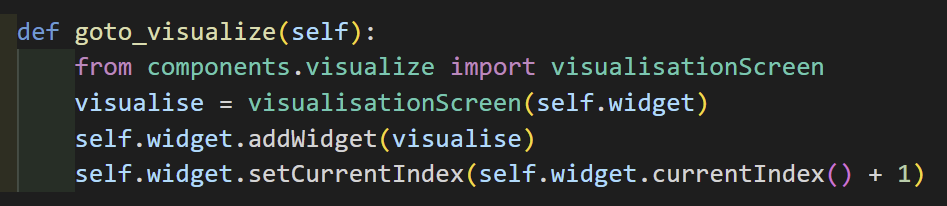 def goto_visualize(self):
    from components.visualize import visualisationScreen
    visualise = visualisationScreen(self.widget)
    self.widget.addWidget(visualise)
    self.widget.setCurrentIndex(self.widget.currentIndex() + 1)